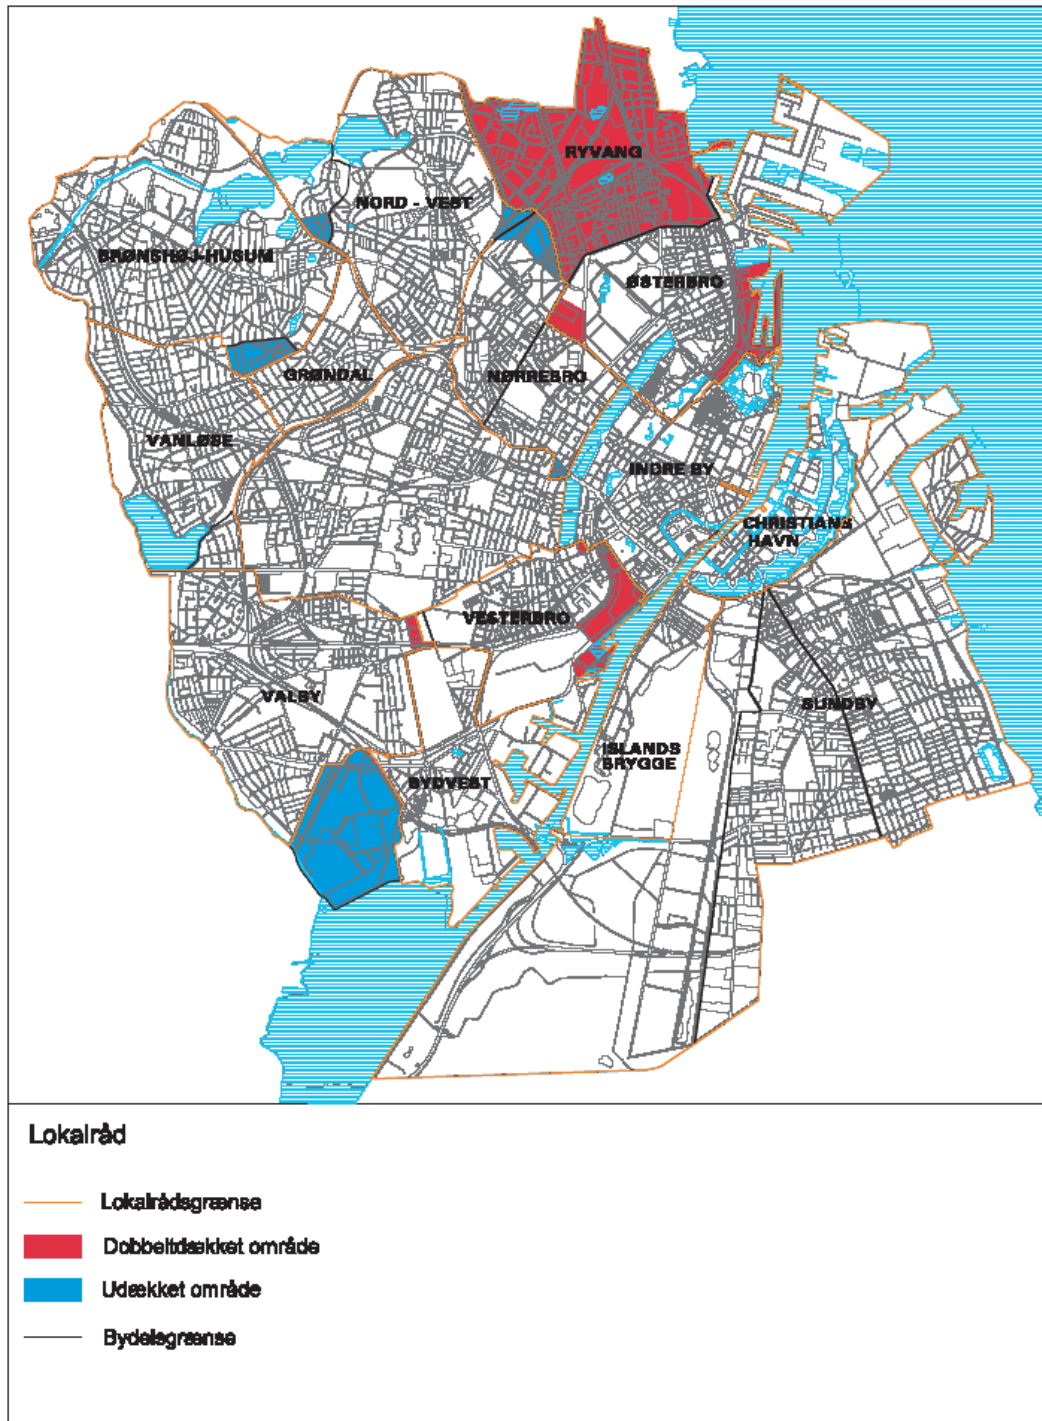 RYVANG
NORD - VEST
BRØNSHØJ-HUSUM
ØSTERBRO
GRØNDAL
NØRREBRO
VANLØSE
INDRE BY
CHRISTIANS
HAVN
VESTERBRO
VALBY
SUNDBY
ISLANDS
BRYGGE
SYDVEST
Lokalråd
Lokalrådsgrænse
Dobbeltdækket område
Udækket område
Bydelsgrænse